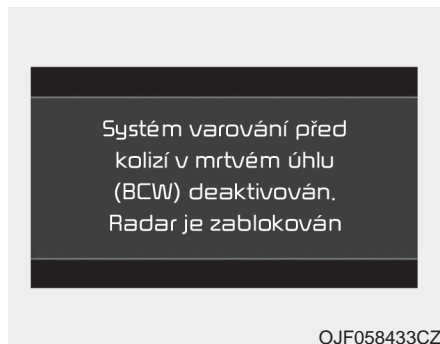 Systém varování před
kolizí v mrtvém úhlu
(BCW) deaktivován.
Radar je zablokován
OJF058433CZ